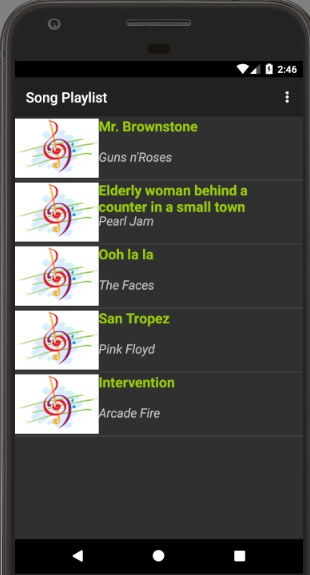 2:46
Song Playlist
Mr. Brownstone
Guns n'Roses
Elderly woman behind a
counter in a small town
Pearl Jam
Ooh la la
The Faces
San Tropez
Pink Floyd
Intervention
Arcade Fire